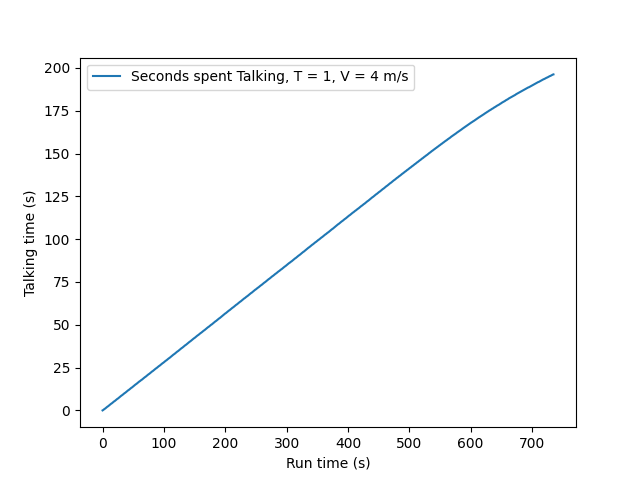 Seconds spent Talking, T = 1, V = 4 m/s
200
175
150
125
100
75
50
25
0
Talking time (s)
0 100 200 300 400 500 600 700
Run time (s)